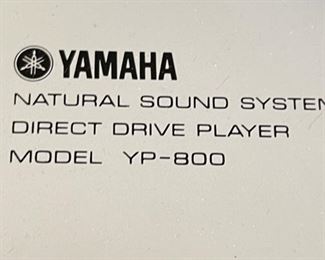 YAMAHA
NATURAL SOUND SYSTEM
DIRECT DRIVE PLAYER
MODEL YP-800